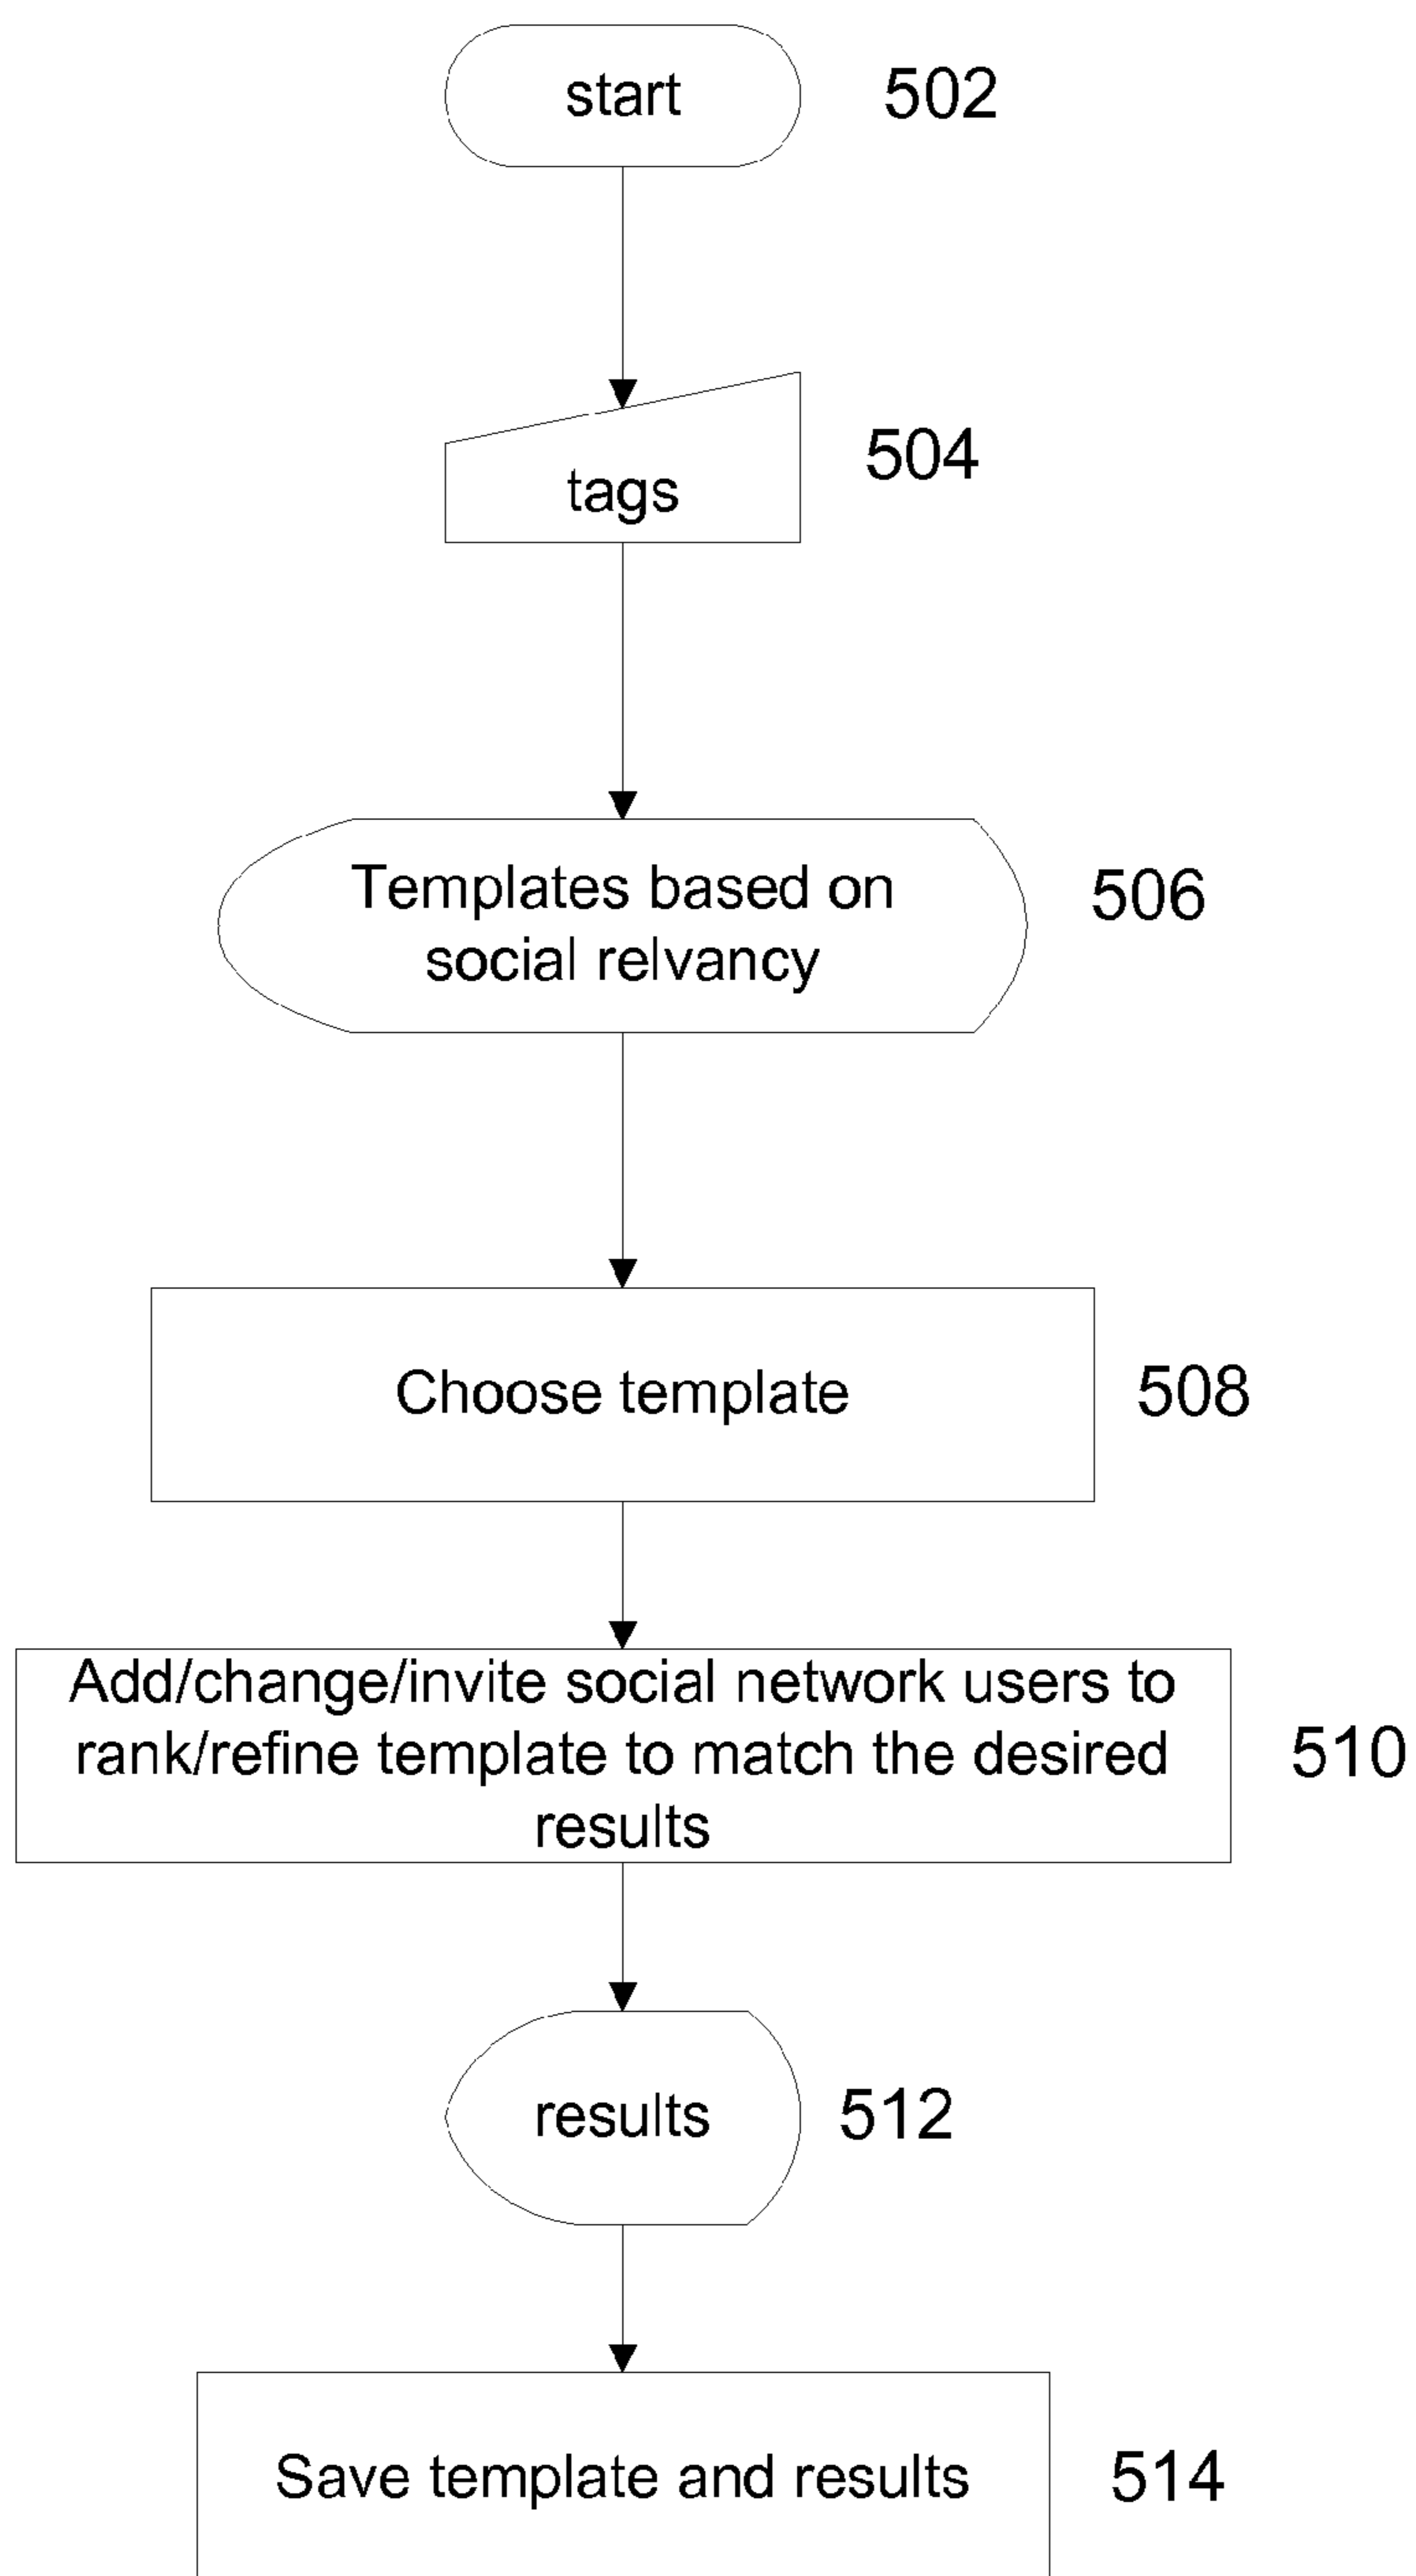 start
502
tags
504
Templates based on
social relvancy
506
Choose template
508
Add/change/invite social network users to
rank/refine template to match the desired
results
510
results
512
Save template and results
514